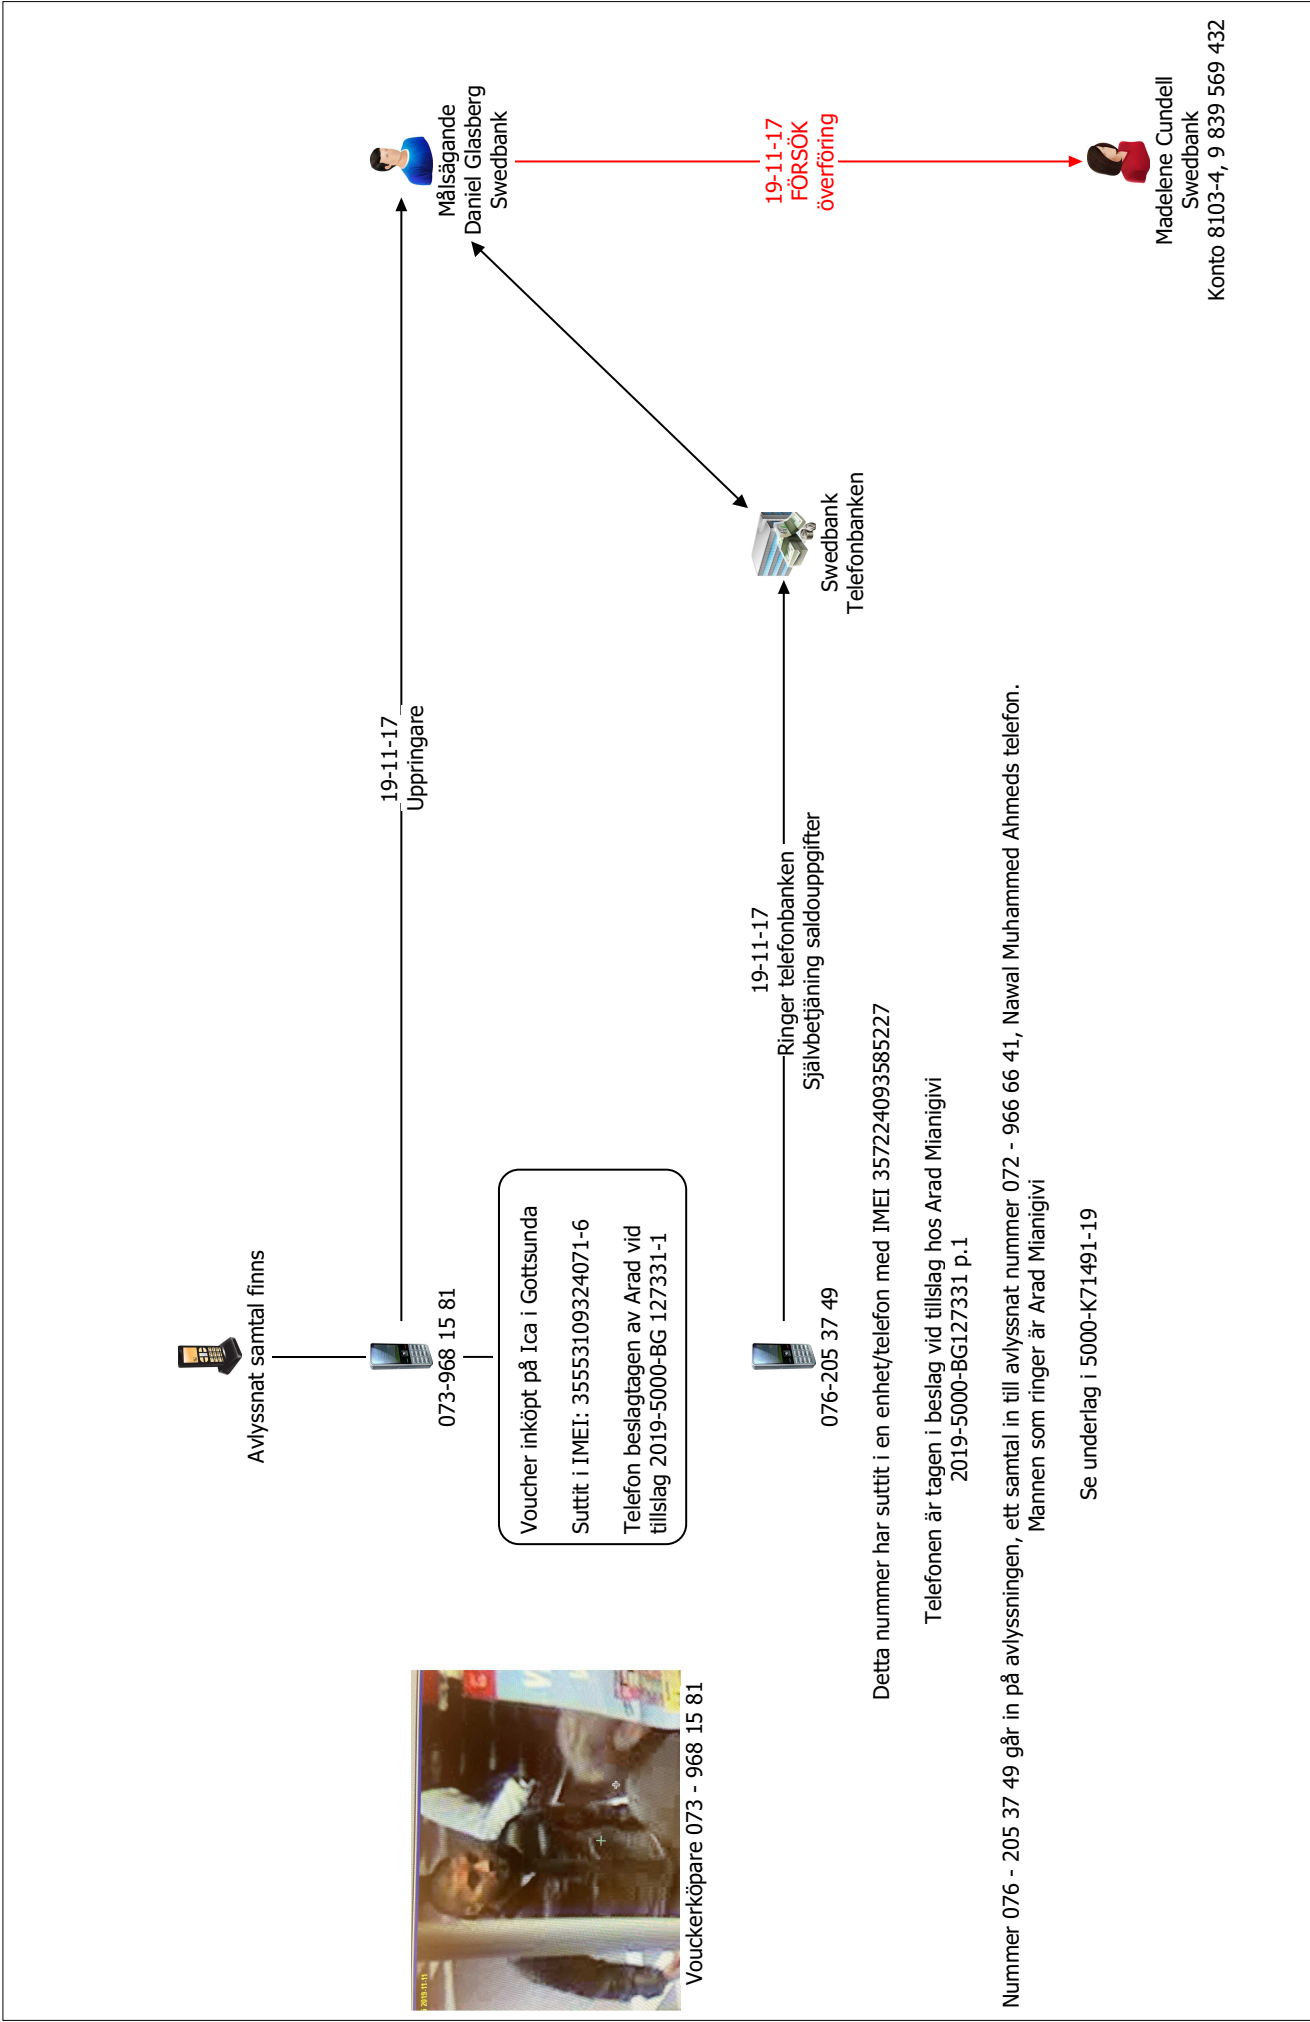 Avlyssnat samtal finns
073-968 15 81
19-11-17
Uppringare
Målsägande
Daniel Glasberg
Swedbank
Voucher inköpt på Ica i Gottsunda
Suttit i IMEI: 35553109324071-6
Telefon beslagtagen av Arad vid
tillslag 2019-5000-BG 127331-1
Vouckerköpare 073 - 968 15 81
076-205 37 49
19-11-17
Ringer telefonbanken
Självbetjäning saldouppgifter
Swedbank
Telefonbanken
19-11-17
FÖRSÖK
överföring
Detta nummer har suttit i en enhet/telefon med IMEI 357224093585227
Telefonen är tagen i beslag vid tillslag hos Arad Mianigivi
2019-5000-BG127331 p.1
Nummer 076 - 205 37 49 går in på avlyssningen, ett samtal in till avlyssnat nummer 072 - 966 66 41, Nawal Muhammed Ahmeds telefon.
Mannen som ringer är Arad Mianigivi
Se underlag i 5000-K71491-19
Madelene Cundell
Swedbank
Konto 8103-4, 9 839 569 432
2019-11-11